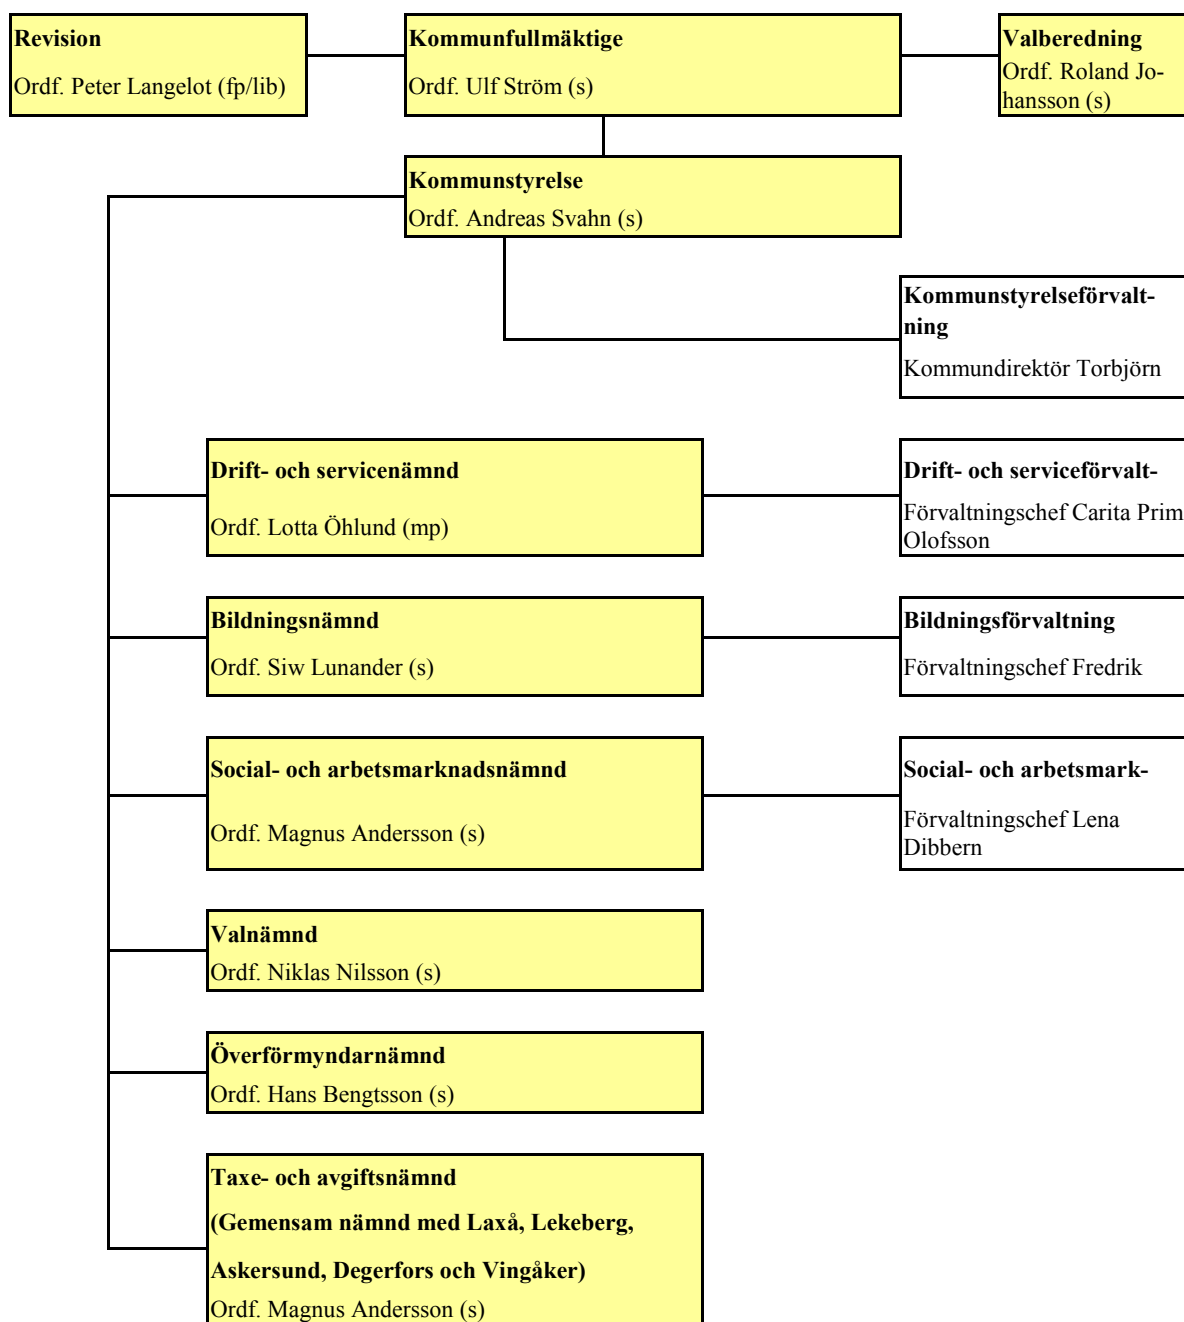 Revision
Ordf. Peter Langelot (fp/lib)
Kommunfullmäktige
Ordf. Ulf Ström (s)
Valberedning
Ordf. Roland Jo-
hansson (s)
Kommunstyrelse
Ordf. Andreas Svahn (s)
Kommunstyrelseförvalt-
ning
Kommundirektör Torbjörn
Drift- och servicenämnd
Ordf. Lotta Öhlund (mp)
Drift- och serviceförvalt-
Förvaltningschef Carita Prim
Olofsson
Bildningsnämnd
Ordf. Siw Lunander (s)
Bildningsförvaltning
Förvaltningschef Fredrik
Social- och arbetsmarknadsnämnd
Ordf. Magnus Andersson (s)
Social- och arbetsmark-
Förvaltningschef Lena
Dibbern
Valnämnd
Ordf. Niklas Nilsson (s)
Överförmyndarnämnd
Ordf. Hans Bengtsson (s)
Taxe- och avgiftsnämnd
(Gemensam nämnd med Laxå, Lekeberg,
Askersund, Degerfors och Vingåker)
Ordf. Magnus Andersson (s)